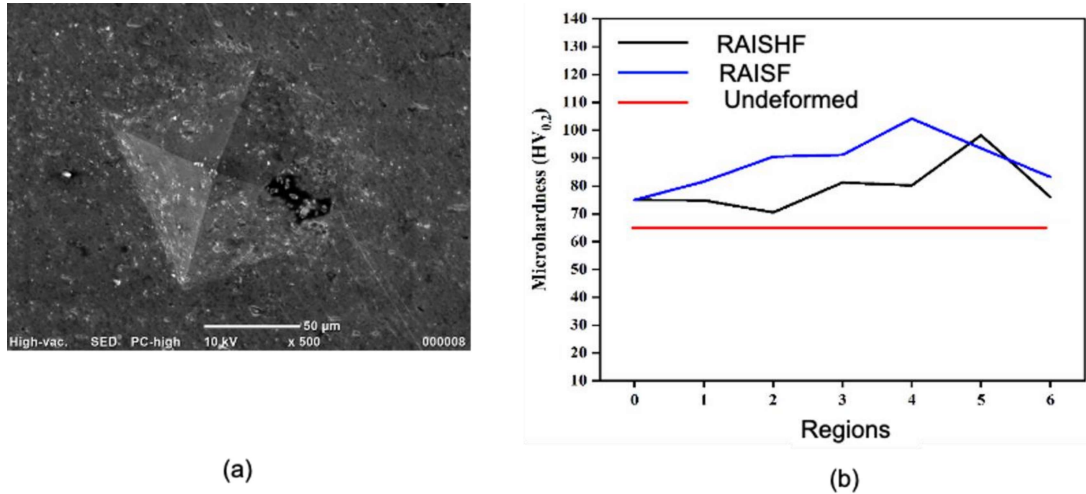 50 µm
High-vac. SED PC-high 10 kV x 500 000008
(a)
Microhardness (HV0.2)
140
130
120
110
100
90
80
70
60
50
40
30
20
10
RAISHF
RAISF
Undeformed
0 1 2 3 4 5 6
Regions
(b)